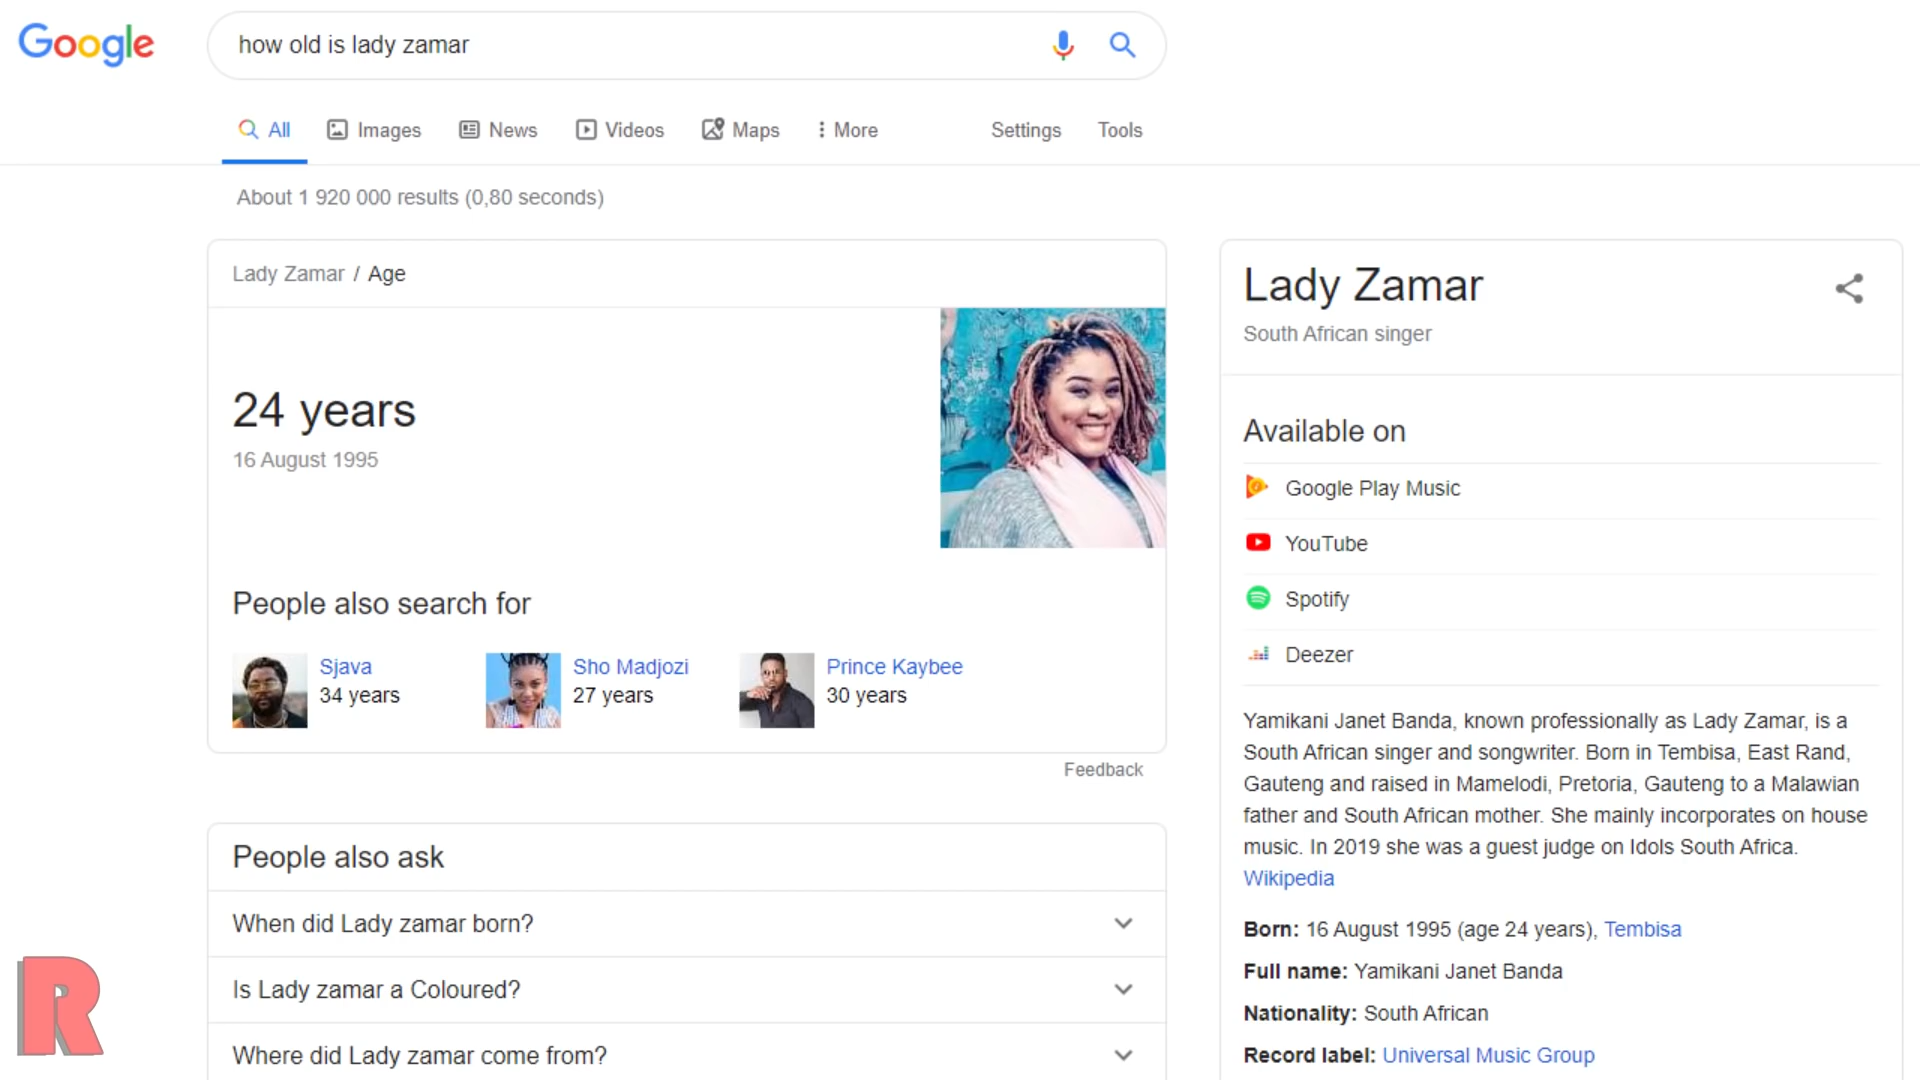 Google
how old is lady zamar
All
Images
News
Videos
Maps
More
Settings
Tools
About 1 920 000 results (0,80 seconds)
Lady Zamar / Age
24 years
16 August 1995
People also search for
Sjava
34 years
Sho Madjozi
27 years
Prince Kaybee
30 years
Feedback
People also ask
When did Lady zamar born?
Is Lady zamar a Coloured?
Where did Lady zamar come from?
R
Lady Zamar
South African singer
Available on
Google Play Music
YouTube
Spotify
Deezer
Yamikani Janet Banda, known professionally as Lady Zamar, is a
South African singer and songwriter. Born in Tembisa, East Rand,
Gauteng and raised in Mamelodi, Pretoria, Gauteng to a Malawian
father and South African mother. She mainly incorporates on house
music. In 2019 she was a guest judge on Idols South Africa.
Wikipedia
Born: 16 August 1995 (age 24 years), Tembisa
Full name: Yamikani Janet Banda
Nationality: South African
Record label: Universal Music Group